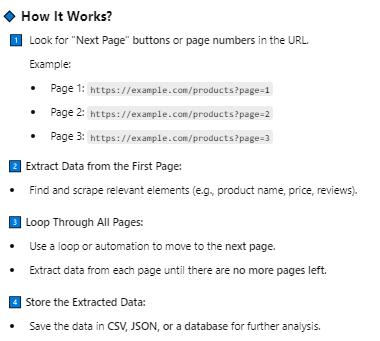 How It Works?
1 Look for "Next Page" buttons or page numbers in the URL.
Example:
• Page 1: https://example.com/products?page=1
• Page 2: https://example.com/products?page=2
• Page 3: https://example.com/products?page=3
2 Extract Data from the First Page:
• Find and scrape relevant elements (e.g., product name, price, reviews).
3 Loop Through All Pages:
• Use a loop or automation to move to the next page.
• Extract data from each page until there are no more pages left.
4 Store the Extracted Data:
• Save the data in CSV, JSON, or a database for further analysis.